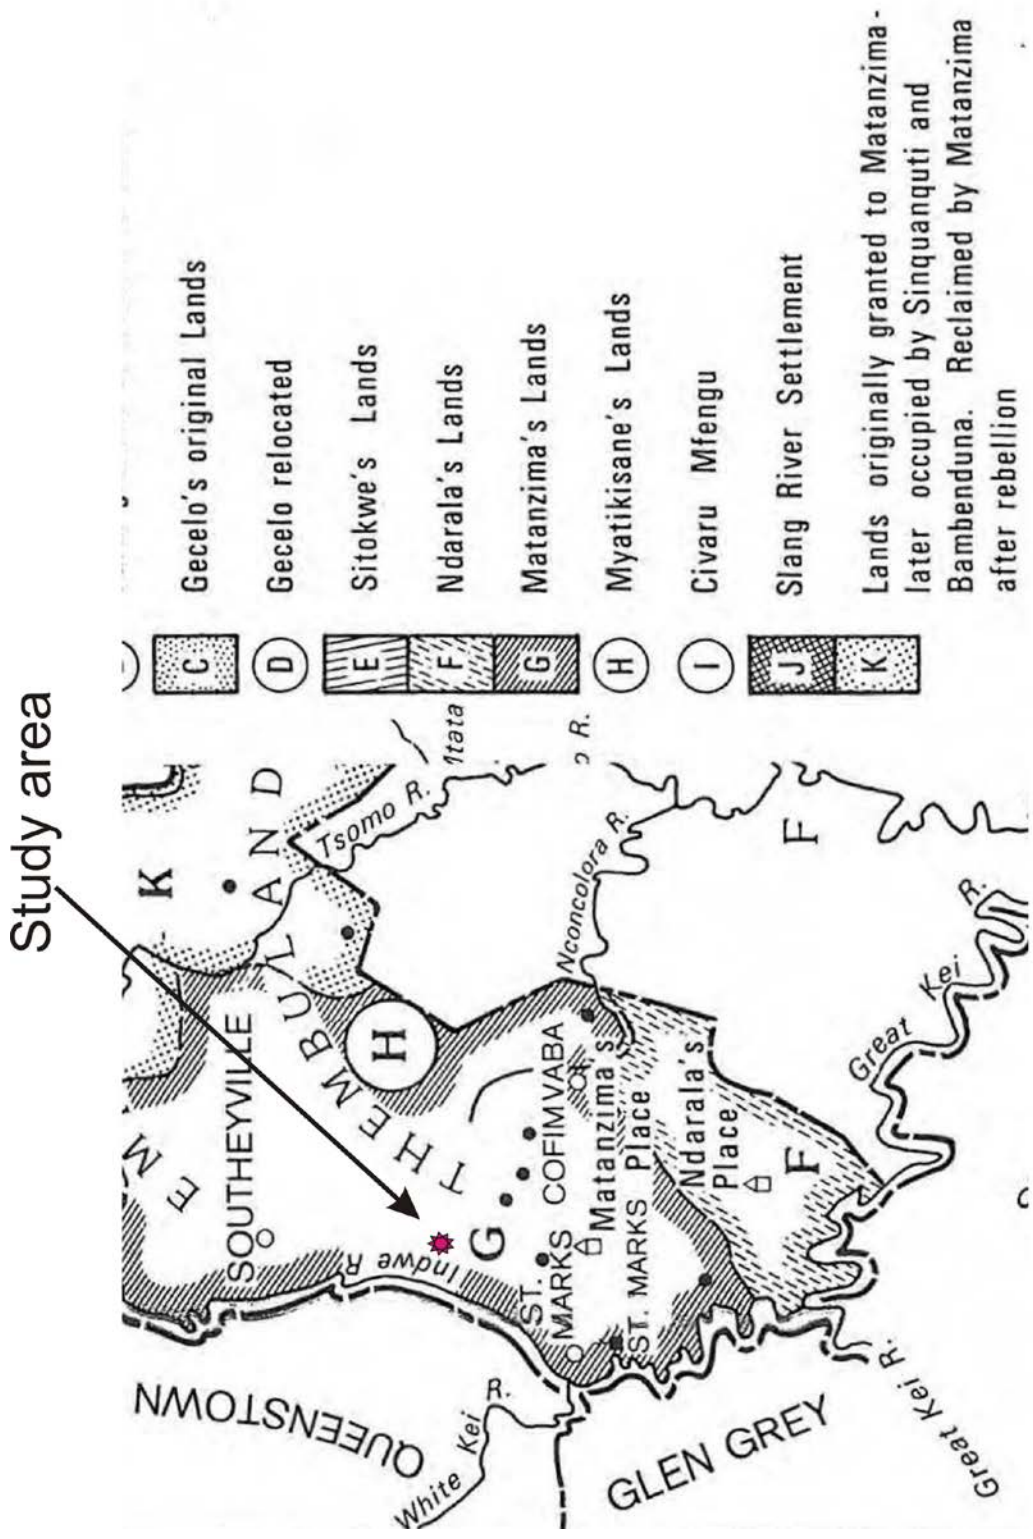 Study area
C
Gecelo's original Lands
D
Gecelo relocated
E
Sitokwe's Lands
F
Ndarala's Lands
G
Matanzima's Lands
H
Myatikisane's Lands
I
Civaru Mfengu
J
Slang River Settlement
K
Lands originally granted to Matanzima-
later occupied by Sinquanquti and
Bambenduna. Reclaimed by Matanzima
after rebellion
QUEENSTOWN
White Kei R.
GLEN GREY
Great Kei R.
EM
THEMBULAND
SOUTHEYVILLE
Indwe R
K
H
G
ST.
MARKS
COFIMVABA
Matanzima's
Place
ST. MARKS
Ndarala's
Place
F
Tsomo R.
Mtata
R.
Nconcolora R.
F
Great Kei R.